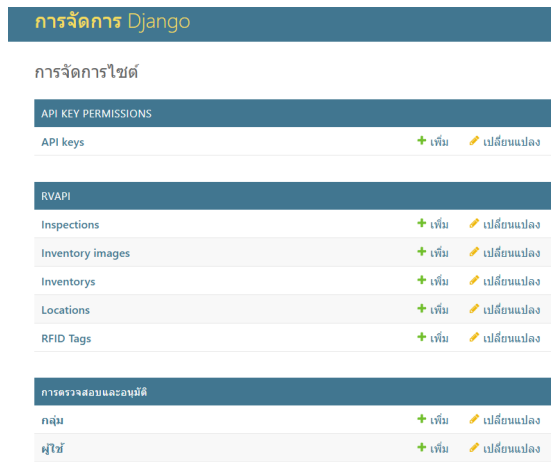 การจัดการ Django
การจัดการไซต์
API KEY PERMISSIONS
API keys เพิ่ม เปลี่ยนแปลง
RVAPI
Inspections เพิ่ม เปลี่ยนแปลง
Inventory images เพิ่ม เปลี่ยนแปลง
Inventorys เพิ่ม เปลี่ยนแปลง
Locations เพิ่ม เปลี่ยนแปลง
RFID Tags เพิ่ม เปลี่ยนแปลง
การตรวจสอบและอนุมัติ
กลุ่ม เพิ่ม เปลี่ยนแปลง
ผู้ใช้ เพิ่ม เปลี่ยนแปลง